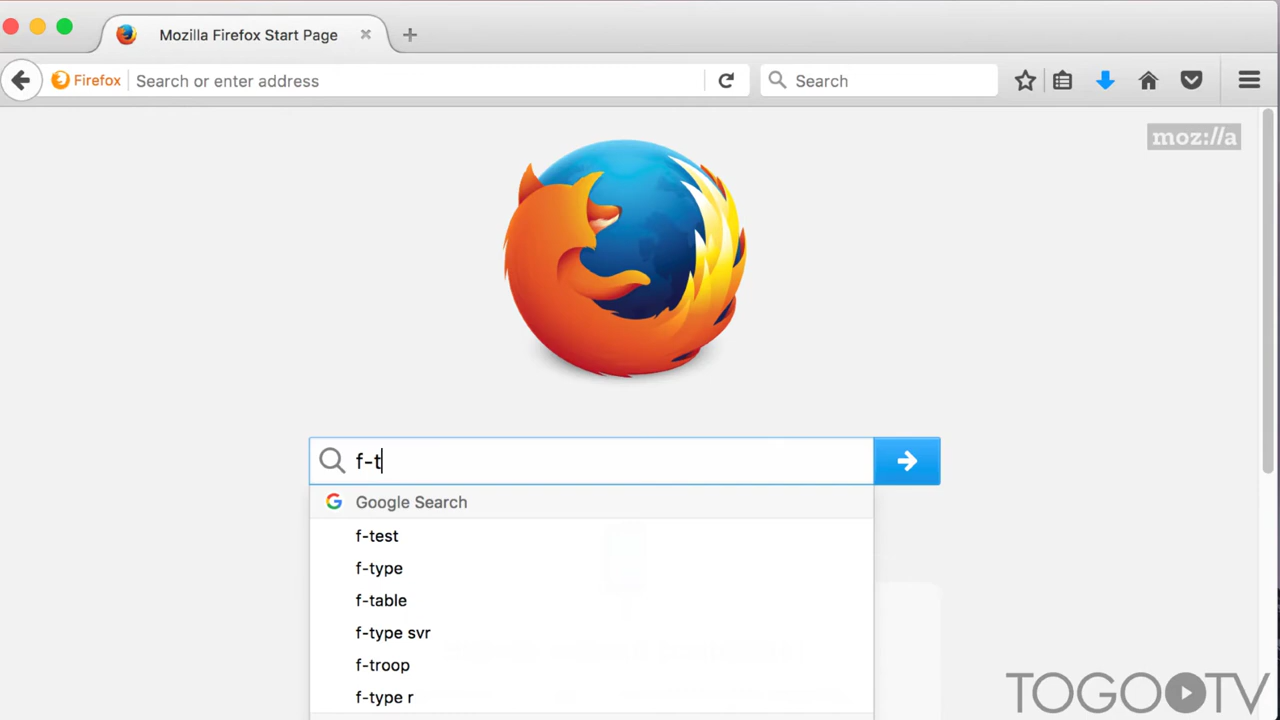 Mozilla Firefox Start Page
Firefox Search or enter address Search
moz://a
f-t
Google Search
f-test
f-type
f-table
f-type svr
f-troop
f-type r
TOGO TV